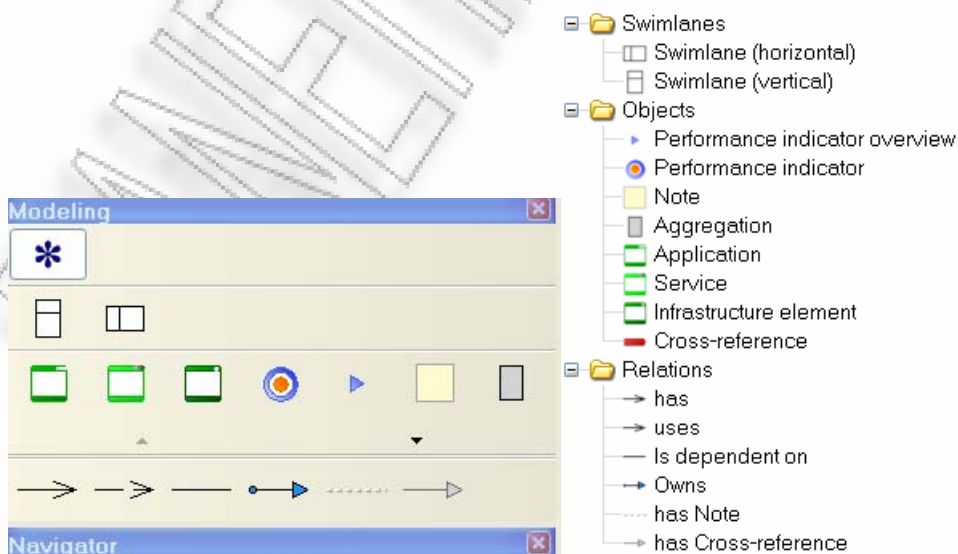 Swimlanes
Swimlane (horizontal)
Swimlane (vertical)
Objects
Performance indicator overview
Performance indicator
Note
Aggregation
Application
Service
Infrastructure element
Cross-reference
Relations
has
uses
Is dependent on
Owns
has Note
has Cross-reference
Modeling
Navigator